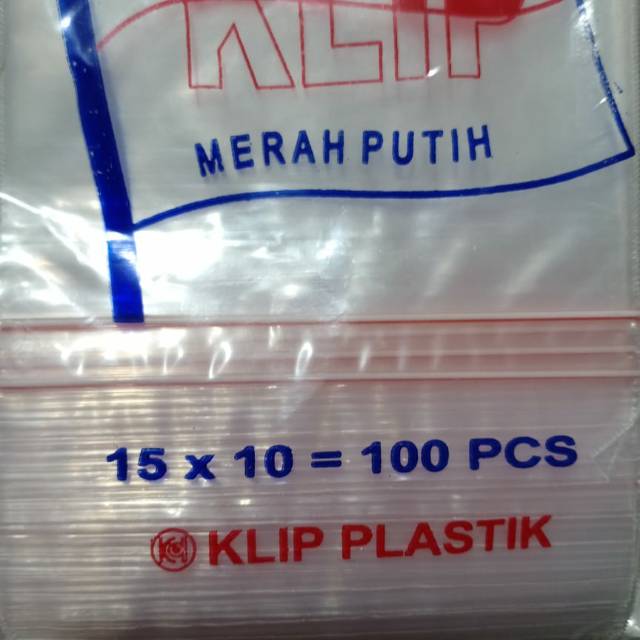 KLIP
MERAH PUTIH
15 x 10 = 100 PCS
KLIP PLASTIK